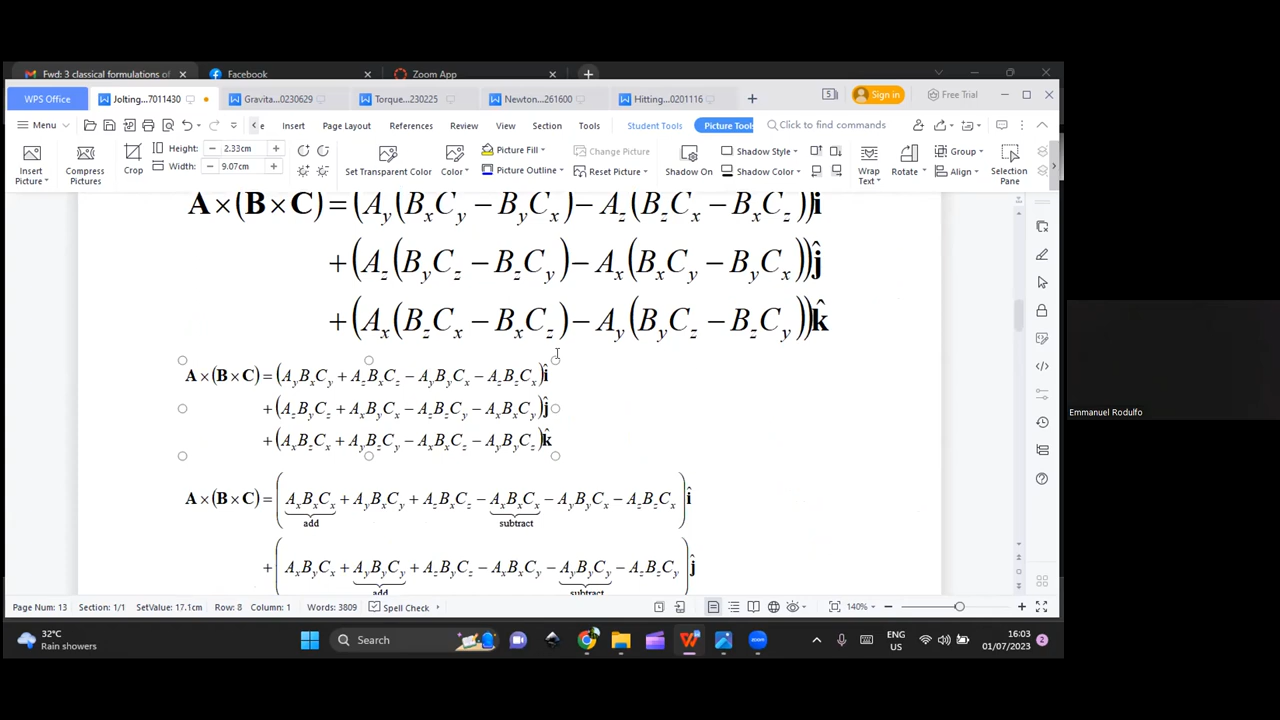 Fwd: 3 classical formulations of
Facebook
Zoom App
WPS Office
Jolting...7011430
Gravita...0230629
Torque...230225
Newton...261600
Hitting...0201116
Sign in
Free Trial
Menu
Insert
Page Layout
References
Review
View
Section
Tools
Student Tools
Picture Tools
Click to find commands
Insert Picture
Compress Pictures
Crop
Height: 2.33cm
Width: 9.07cm
Set Transparent Color
Color
Picture Fill
Picture Outline
Change Picture
Reset Picture
Shadow On
Shadow Style
Shadow Color
Wrap Text
Rotate
Group
Align
Selection Pane
A×(B×C) = (A_y(B_xC_y − B_yC_x) − A_z(B_zC_x − B_xC_z))i
+ (A_z(B_yC_z − B_zC_y) − A_x(B_xC_y − B_yC_x))ĵ
+ (A_x(B_zC_x − B_xC_z) − A_y(B_yC_z − B_zC_y))k̂
A×(B×C) = (A_yB_xC_y + A_zB_xC_z − A_yB_yC_x − A_zB_zC_x)î
+ (A_zB_yC_z + A_xB_yC_x − A_zB_zC_y − A_xB_xC_y)ĵ
+ (A_xB_zC_x + A_yB_zC_y − A_xB_xC_z − A_yB_yC_z)k̂
A×(B×C) = (A_xB_xC_x + A_yB_xC_y + A_zB_xC_z − A_xB_xC_x − A_yB_yC_x − A_zB_zC_x)î
add subtract
+ (A_xB_yC_x + A_yB_yC_y + A_zB_yC_z − A_xB_xC_y − A_yB_yC_y − A_zB_zC_y)ĵ
add subtract
Emmanuel Rodulfo
Page Num: 13
Section: 1/1
SetValue: 17.1cm
Row: 8
Column: 1
Words: 3809
Spell Check
140%
32°C
Rain showers
Search
ENG
US
16:03
01/07/2023
2